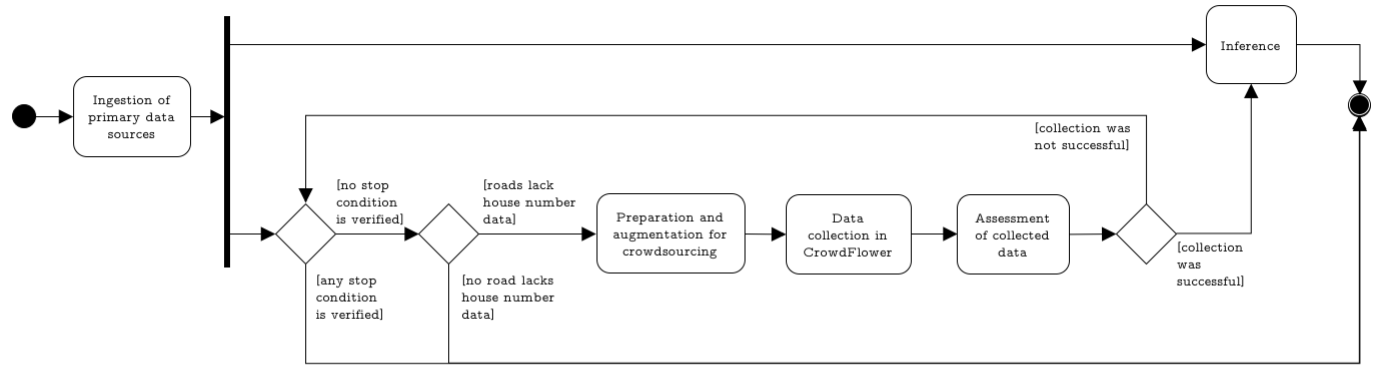 Ingestion of
primary data
sources
Inference
[collection was
not successful]
[no stop
condition
is verified]
[roads lack
house number
data]
Preparation and
augmentation for
crowdsourcing
Data
collection in
CrowdFlower
Assessment
of collected
data
[collection
was
successful]
[any stop
condition
is verified]
[no road lacks
house number
data]